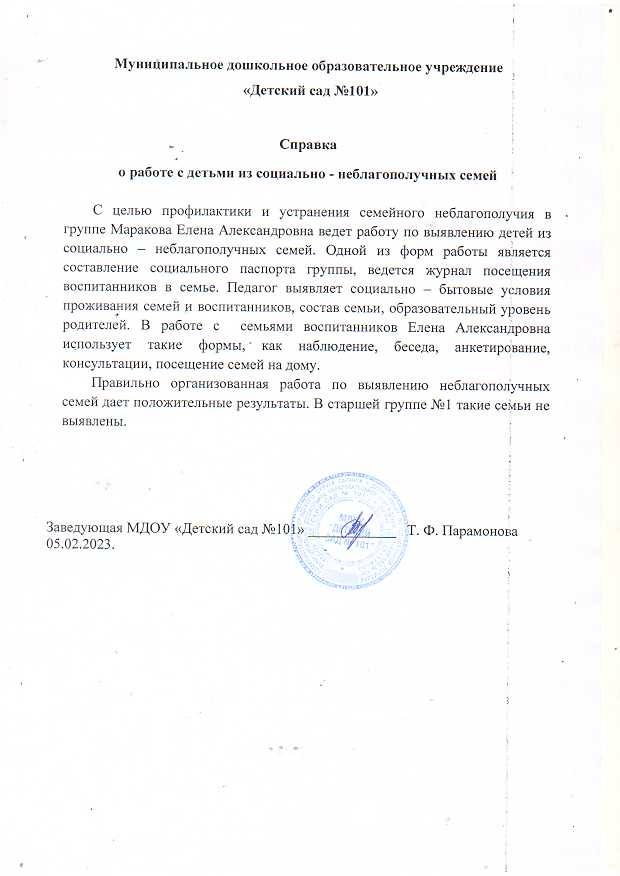 Муниципальное дошкольное образовательное учреждение
«Детский сад №101»
Справка
о работе с детьми из социально - неблагополучных семей
С целью профилактики и устранения семейного неблагополучия в
группе Маракова Елена Александровна ведет работу по выявлению детей из
социально – неблагополучных семей. Одной из форм работы является
составление социального паспорта группы, ведется журнал посещения
воспитанников в семье. Педагог выявляет социально – бытовые условия
проживания семей и воспитанников, состав семьи, образовательный уровень
родителей. В работе с семьями воспитанников Елена Александровна
использует такие формы, как наблюдение, беседа, анкетирование,
консультации, посещение семей на дому.
Правильно организованная работа по выявлению неблагополучных
семей дает положительные результаты. В старшей группе №1 такие семьи не
выявлены.
Заведующая МДОУ «Детский сад №101» ____________ Т. Ф. Парамонова
05.02.2023.